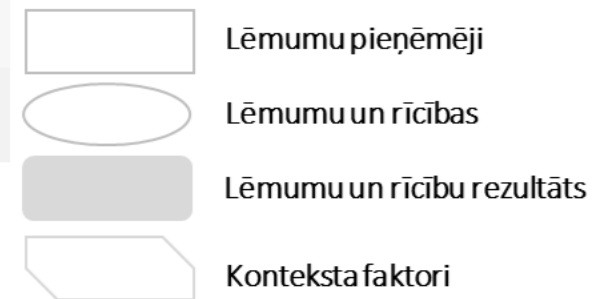 Lēmumu pieņēmēji
Lēmumu un rīcības
Lēmumu un rīcību rezultāts
Konteksta faktori